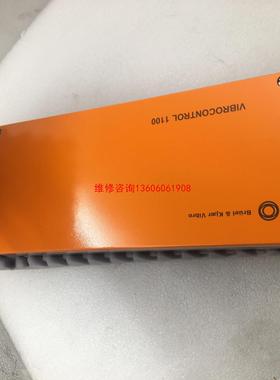 VIBROCONTROL 1100
维修咨询13606061908
Brüel & Kjær Vibro